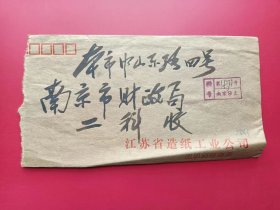 本市中山东路四号
南京市财政局
二科 收
江苏省造纸工业公司